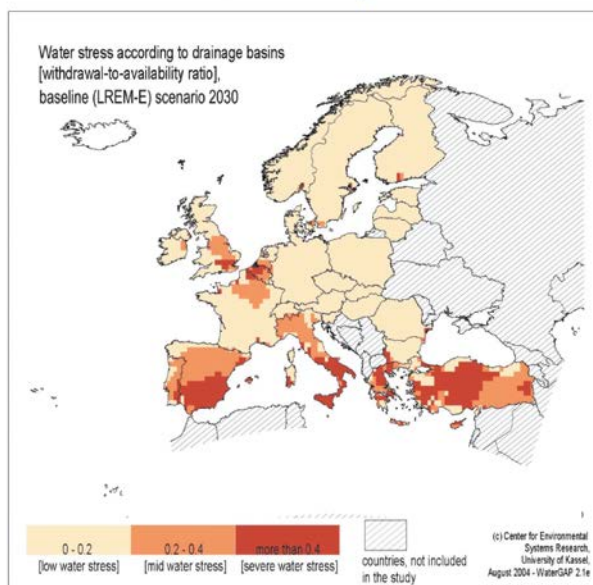 Water stress according to drainage basins
[withdrawal-to-availability ratio],
baseline (LREM-E) scenario 2030
0 - 0.2
[low water stress]
0.2 - 0.4
[mid water stress]
more than 0.4
[severe water stress]
countries, not included
in the study
(c) Center for Environmental
Systems Research,
University of Kassel,
August 2004 - WaterGAP 2.1e